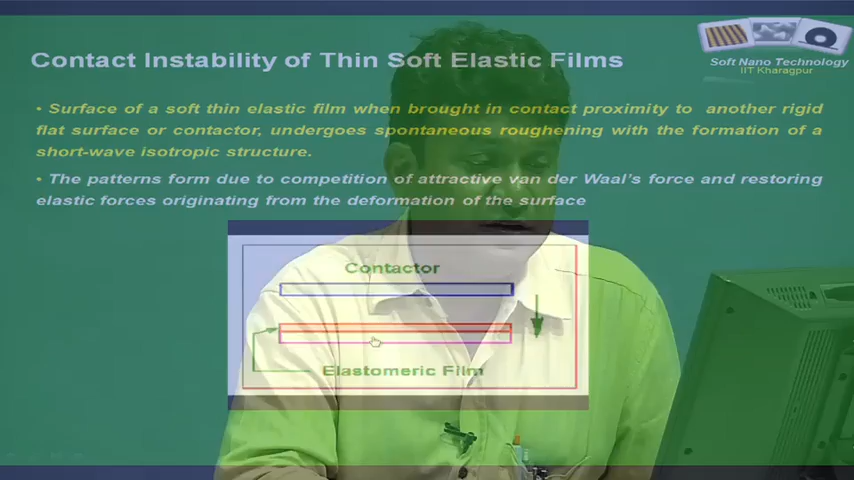 Contact Instability of Thin Soft Elastic Films
Soft Nano Technology
IIT Kharagpur
• Surface of a soft thin elastic film when brought in contact proximity to another rigid
flat surface or contactor, undergoes spontaneous roughening with the formation of a
short-wave isotropic structure.
• The patterns form due to competition of attractive van der Waal's force and restoring
elastic forces originating from the deformation of the surface
Contactor
Elastomeric Film